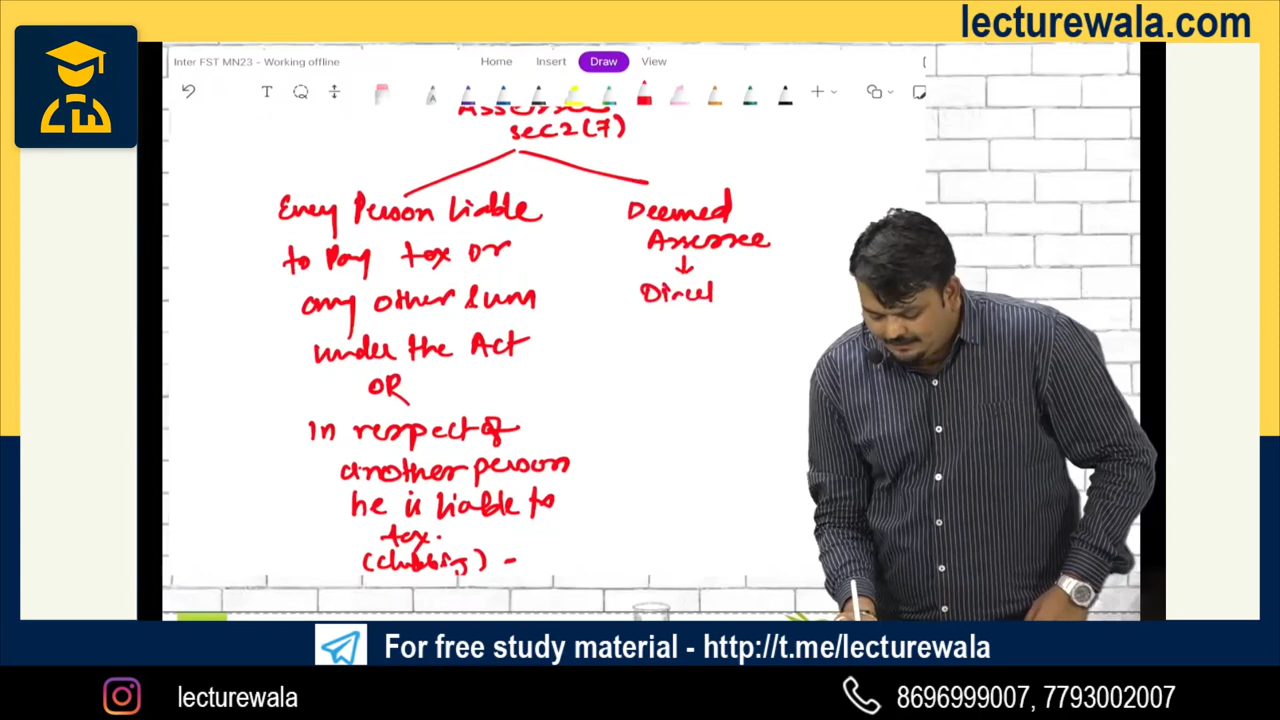 lecturewala.com
Inter FST MN23 - Working offline
Home Insert Draw View
Assessee
sec 2(7)
Every Person Liable
to Pay tax or
any other Sum
under the Act
OR
In respect of
another person
he is liable to
tax.
(clubbing) -
Deemed
Assessee
↓
Direct
For free study material - http://t.me/lecturewala
lecturewala
8696999007, 7793002007